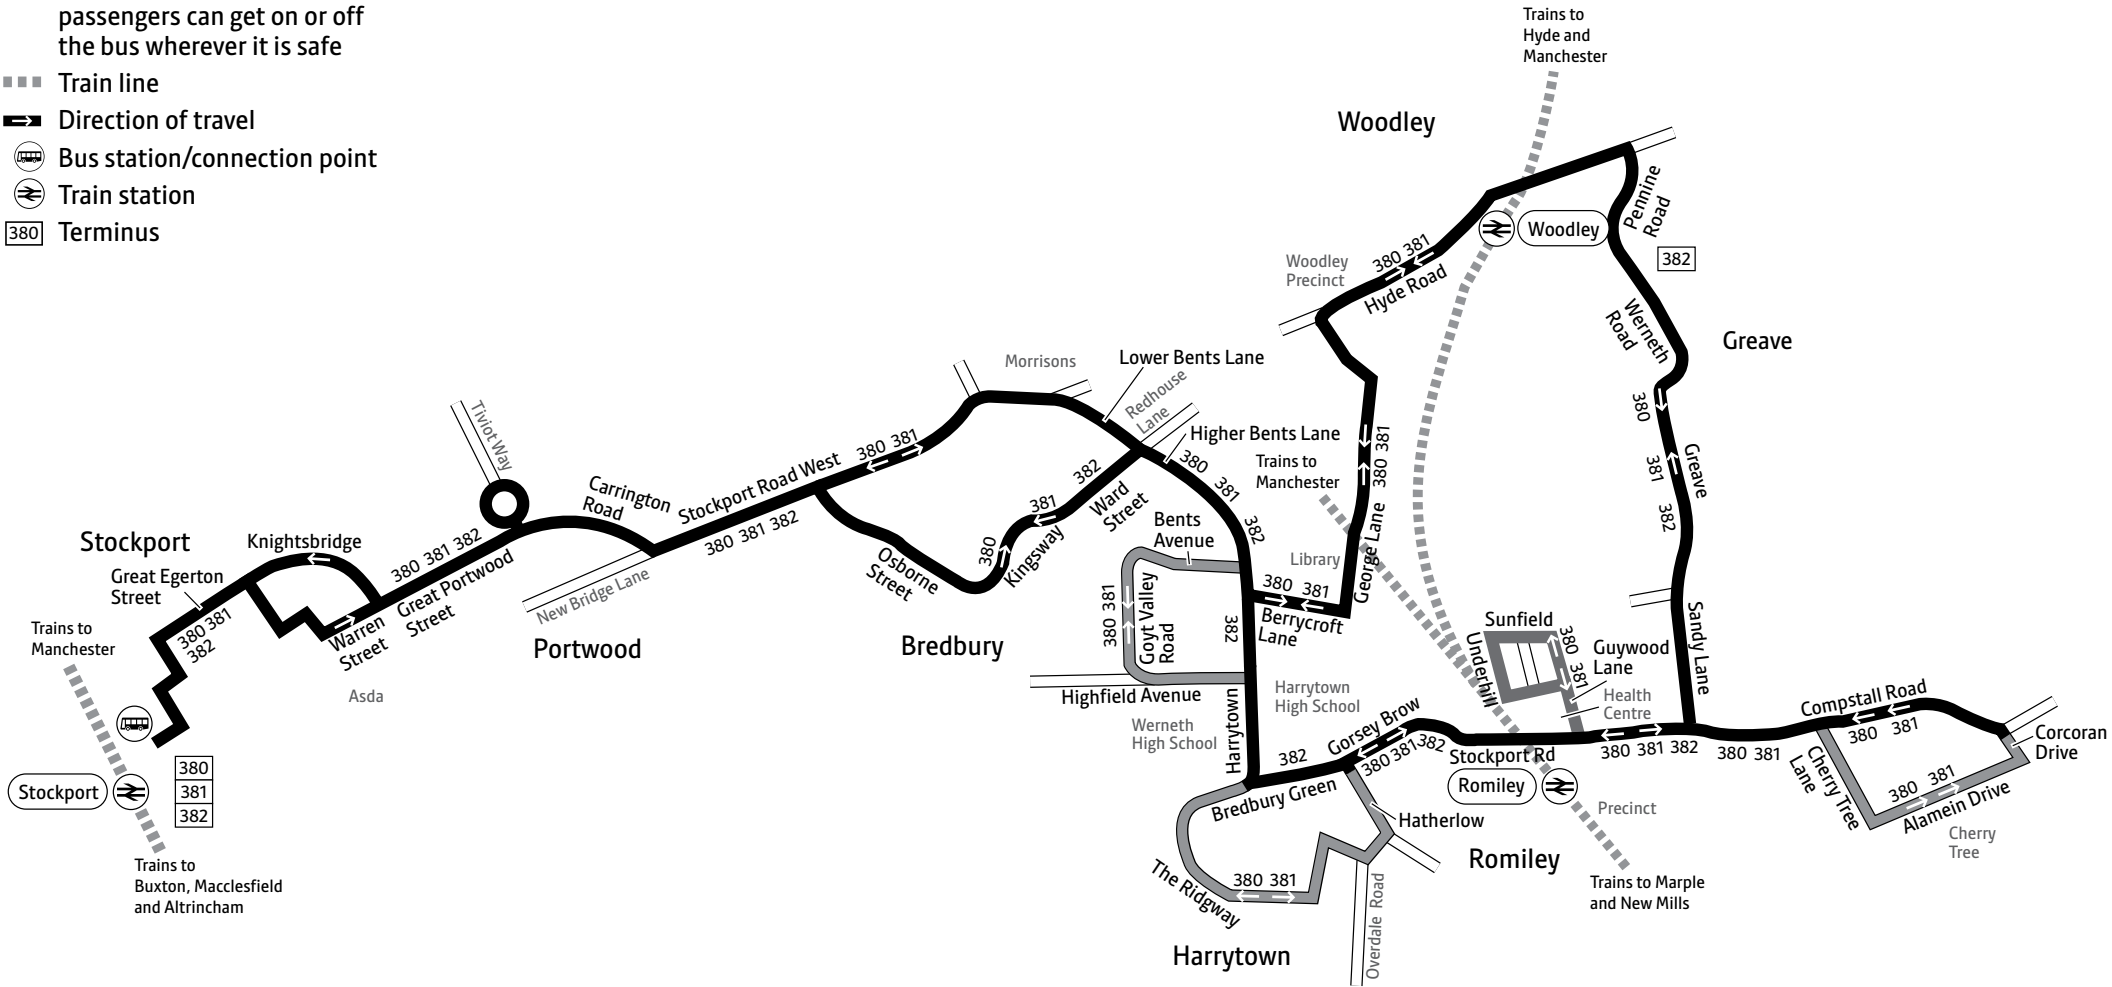 passengers can get on or off
the bus wherever it is safe
Train line
Direction of travel
Bus station/connection point
Train station
380 Terminus
Trains to
Hyde and
Manchester
Woodley
Pennine
Road
Woodley
382
Woodley
Precinct
380 381
Hyde Road
Werneth
Road
Greave
Morrisons
Lower Bents Lane
Redhouse
Lane
Higher Bents Lane
Trains to
Manchester
380 381
George Lane
Library
380
381
382
Greave
Tiviot Way
Carrington
Road
Stockport Road West
380 381
380 381 382
380
381
382
382
381
380
Ward
Street
Kingsway
Osborne
Street
Bents
Avenue
380 381
Goyt Valley
Road
380 381
Berrycroft
Lane
382
Stockport
Knightsbridge
Great Egerton
Street
380 381
382
380 381 382
Great Portwood
Street
Warren
Street
New Bridge Lane
Portwood
Bredbury
Asda
Trains to
Manchester
Stockport
380
381
382
Trains to
Buxton, Macclesfield
and Altrincham
Highfield Avenue
Werneth
High School
Harrytown
Harrytown
High School
Sunfield
Underhill
380 381
Guywood
Lane
Health
Centre
Sandy Lane
Gorsey Brow
380 381 382
382
Bredbury Green
Stockport Rd
Romiley
380 381 382
380 381
Compstall Road
380 381
Corcoran
Drive
Cherry Tree
Lane
380 381
Alamein Drive
Cherry
Tree
Precinct
Hatherlow
Romiley
The Ridgway
380 381
Overdale Road
Harrytown
Trains to Marple
and New Mills